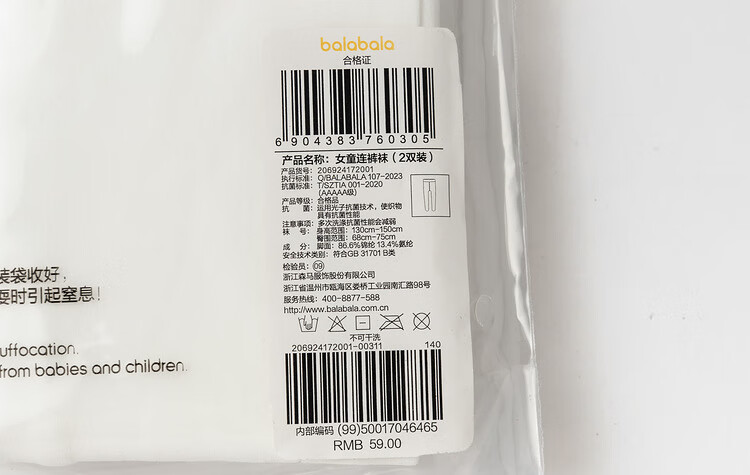 balabala
合格证
6 904383 760305
产品名称：女童连裤袜（2双装）
产品货号：206924172001
执行标准：Q/BALABALA 107-2023
抗菌标准：T/SZTIA 001-2020
(AAAAA级)
产品等级：合格品
抗 菌：运用光子抗菌技术，使织物
具有抗菌性能
注意事项：多次洗涤抗菌性能会减弱
袜 号：身高范围：130cm-150cm
臀围范围：68cm-75cm
成 分：脚面：86.6%锦纶 13.4%氨纶
安全技术类别：符合GB 31701 B类
检验员：09
浙江森马服饰股份有限公司
浙江省温州市瓯海区娄桥工业园南汇路98号
服务热线：400-8877-588
http://www.balabala.com.cn
不可干洗
206924172001-00311 140
内部编码 (99)50017046465
RMB 59.00
装袋收好，
耍时引起窒息！
uffocation.
from babies and children.